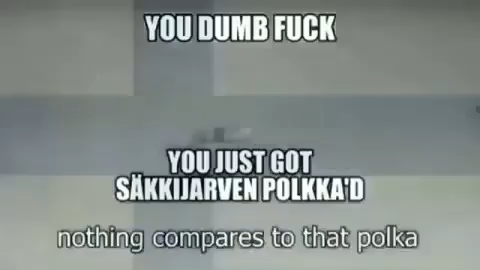 YOU DUMB FUCK
YOU JUST GOT
SÄKKIJARVEN POLKKA'D
nothing compares to that polka